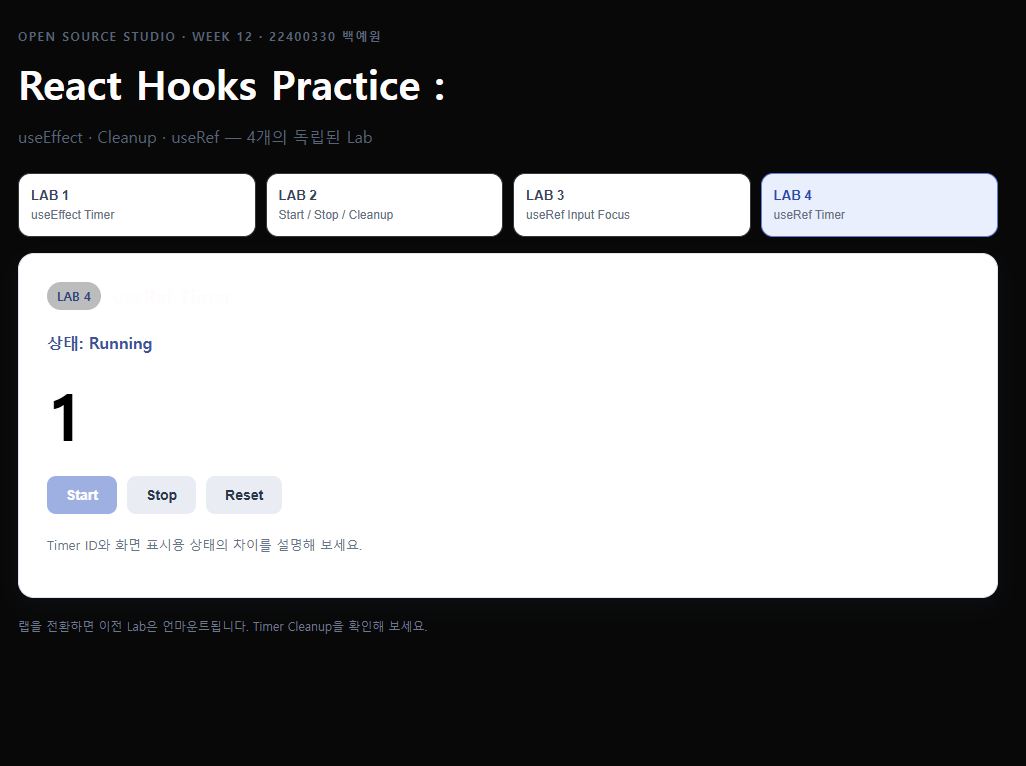 OPEN SOURCE STUDIO · WEEK 12 · 22400330 백예원
React Hooks Practice :
useEffect · Cleanup · useRef — 4개의 독립된 Lab
LAB 1
useEffect Timer
LAB 2
Start / Stop / Cleanup
LAB 3
useRef Input Focus
LAB 4
useRef Timer
LAB 4
상태: Running
1
Start
Stop
Reset
Timer ID와 화면 표시용 상태의 차이를 설명해 보세요.
랩을 전환하면 이전 Lab은 언마운트됩니다. Timer Cleanup을 확인해 보세요.